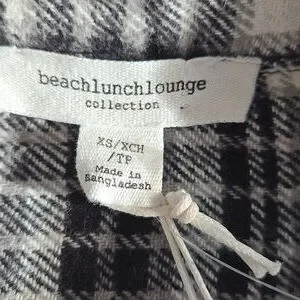 beachlunchlounge
collection
XS/XCH
/TP
Made in
Bangladesh